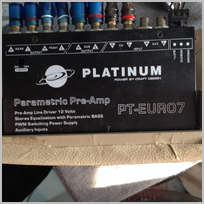 PLATINUM
POWER BY CRAFT DESIGN
Parametric Pre-Amp
PT-EURO7
Pre-Amp Line Driver 12 Volts
Stereo Equalization with Parametric BASS
PWM Switching Power Supply
Auxiliary Inputs